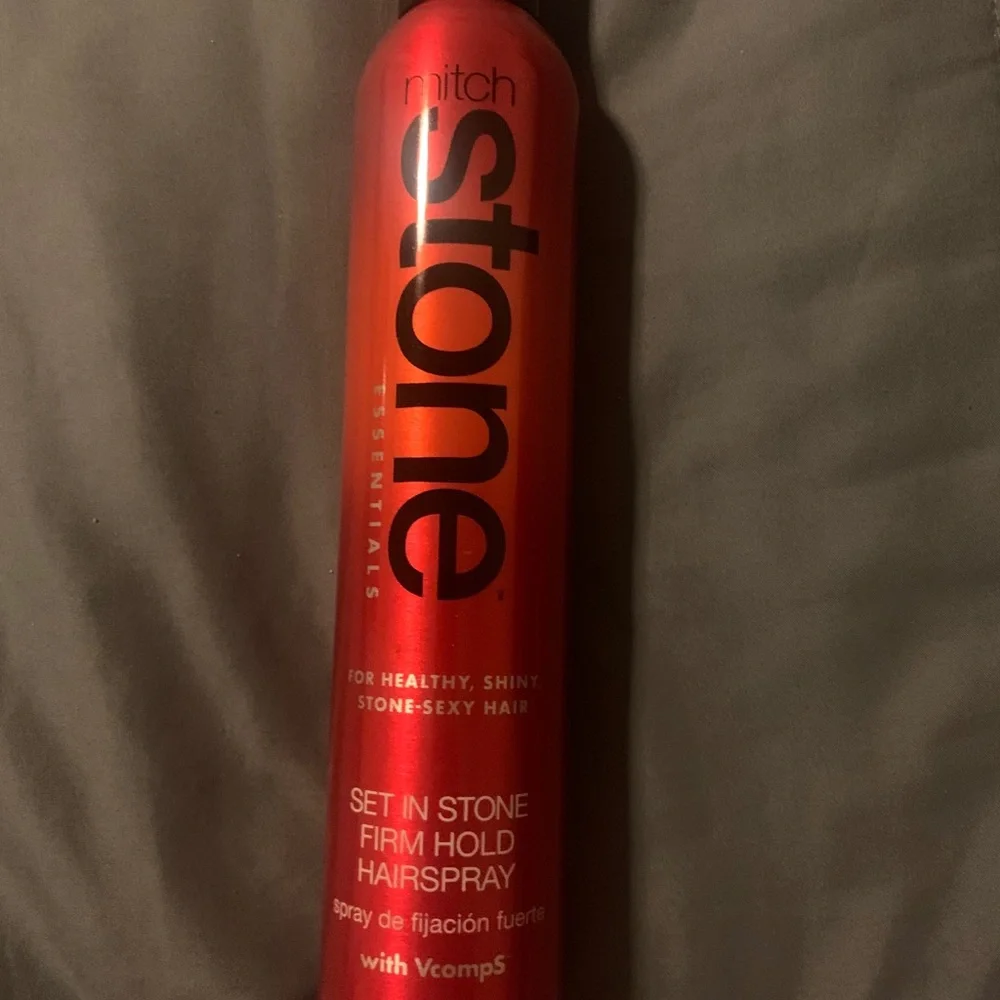 mitch
stone
ESSENTIALS
FOR HEALTHY, SHINY,
STONE-SEXY HAIR
SET IN STONE
FIRM HOLD
HAIRSPRAY
spray de fijación fuerte
with VcompS